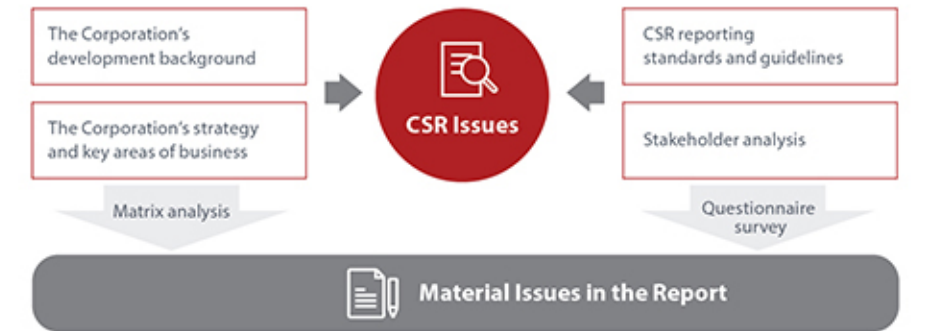 The Corporation's
development background
The Corporation's strategy
and key areas of business
Matrix analysis
CSR Issues
CSR reporting
standards and guidelines
Stakeholder analysis
Questionnaire
survey
Material Issues in the Report